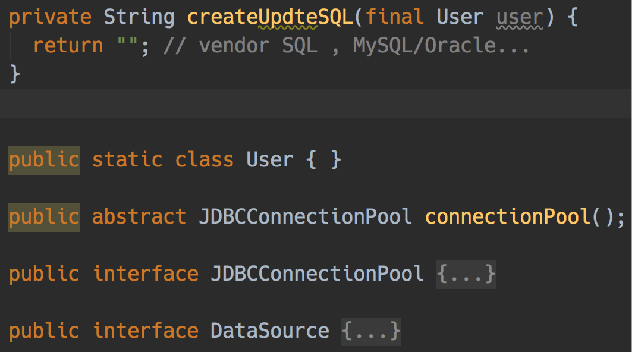 private String createUpdteSQL(final User user) {
return ""; // vendor SQL , MySQL/Oracle...
}
public static class User { }
public abstract JDBCConnectionPool connectionPool();
public interface JDBCConnectionPool {...}
public interface DataSource {...}